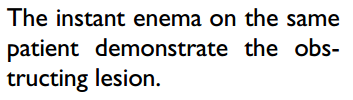 The instant enema on the same
patient demonstrate the obs-
tructing lesion.